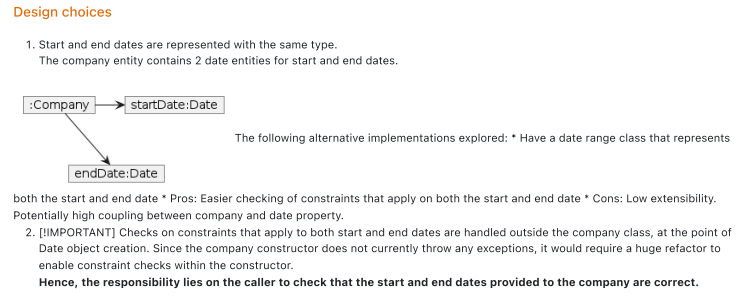 Design choices
1. Start and end dates are represented with the same type.
The company entity contains 2 date entities for start and end dates.
:Company
startDate:Date
endDate:Date
The following alternative implementations explored: * Have a date range class that represents
both the start and end date * Pros: Easier checking of constraints that apply on both the start and end date * Cons: Low extensibility.
Potentially high coupling between company and date property.
2. [!IMPORTANT] Checks on constraints that apply to both start and end dates are handled outside the company class, at the point of
Date object creation. Since the company constructor does not currently throw any exceptions, it would require a huge refactor to
enable constraint checks within the constructor.
Hence, the responsibility lies on the caller to check that the start and end dates provided to the company are correct.